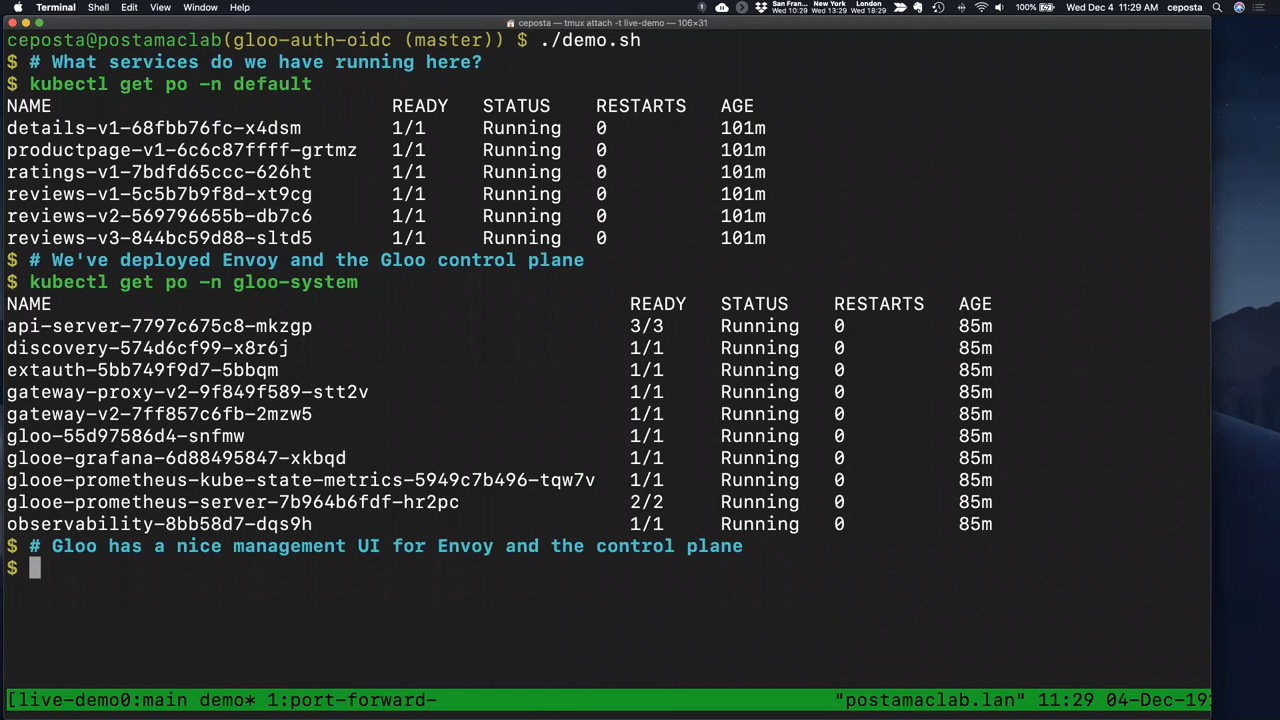 Terminal Shell Edit View Window Help San Fran... Wed 10:29 New York Wed 13:29 London Wed 18:29 100% Wed Dec 4 11:29 AM ceposta
ceposta — tmux attach -t live-demo — 106×31
ceposta@postamaclab(gloo-auth-oidc (master)) $ ./demo.sh
$ # What services do we have running here?
$ kubectl get po -n default
NAME READY STATUS RESTARTS AGE
details-v1-68fbb76fc-x4dsm 1/1 Running 0 101m
productpage-v1-6c6c87ffff-grtmz 1/1 Running 0 101m
ratings-v1-7bdfd65ccc-626ht 1/1 Running 0 101m
reviews-v1-5c5b7b9f8d-xt9cg 1/1 Running 0 101m
reviews-v2-569796655b-db7c6 1/1 Running 0 101m
reviews-v3-844bc59d88-sltd5 1/1 Running 0 101m
$ # We've deployed Envoy and the Gloo control plane
$ kubectl get po -n gloo-system
NAME READY STATUS RESTARTS AGE
api-server-7797c675c8-mkzgp 3/3 Running 0 85m
discovery-574d6cf99-x8r6j 1/1 Running 0 85m
extauth-5bb749f9d7-5bbqm 1/1 Running 0 85m
gateway-proxy-v2-9f849f589-stt2v 1/1 Running 0 85m
gateway-v2-7ff857c6fb-2mzw5 1/1 Running 0 85m
gloo-55d97586d4-snfmw 1/1 Running 0 85m
glooe-grafana-6d88495847-xkbqd 1/1 Running 0 85m
glooe-prometheus-kube-state-metrics-5949c7b496-tqw7v 1/1 Running 0 85m
glooe-prometheus-server-7b964b6fdf-hr2pc 2/2 Running 0 85m
observability-8bb58d7-dqs9h 1/1 Running 0 85m
$ # Gloo has a nice management UI for Envoy and the control plane
$
[live-demo0:main demo* 1:port-forward- "postamaclab.lan" 11:29 04-Dec-19